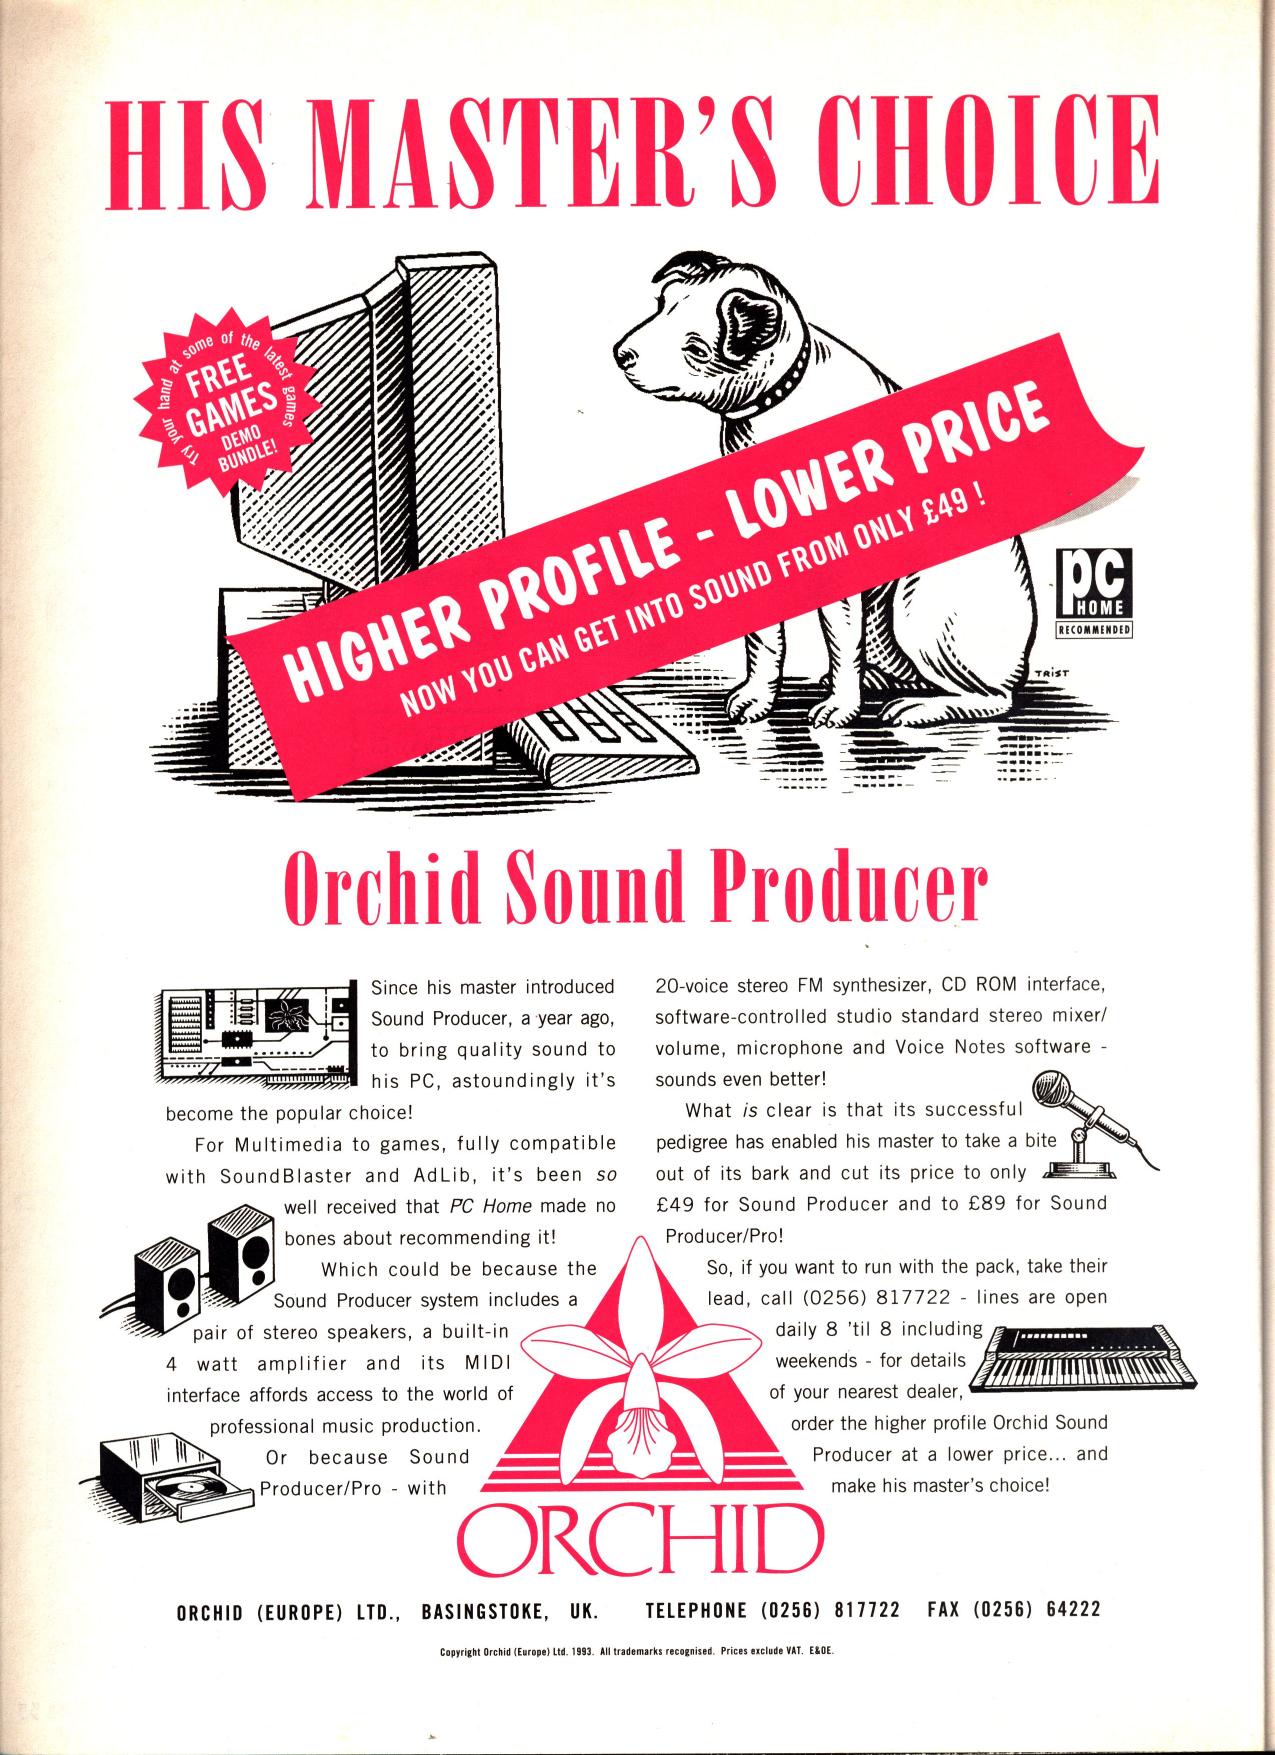 HIS MASTER'S CHOICE
Try your hand at some of the latest games
FREE
GAMES
DEMO
BUNDLE!
HIGHER PROFILE - LOWER PRICE
NOW YOU CAN GET INTO SOUND FROM ONLY £49 !
pc
HOME
RECOMMENDED
TRiST
Orchid Sound Producer
Since his master introduced
Sound Producer, a year ago,
to bring quality sound to
his PC, astoundingly it's
become the popular choice!
For Multimedia to games, fully compatible
with SoundBlaster and AdLib, it's been so
well received that PC Home made no
bones about recommending it!
Which could be because the
Sound Producer system includes a
pair of stereo speakers, a built-in
4 watt amplifier and its MIDI
interface affords access to the world of
professional music production.
Or because Sound
Producer/Pro - with
20-voice stereo FM synthesizer, CD ROM interface,
software-controlled studio standard stereo mixer/
volume, microphone and Voice Notes software -
sounds even better!
What is clear is that its successful
pedigree has enabled his master to take a bite
out of its bark and cut its price to only
£49 for Sound Producer and to £89 for Sound
Producer/Pro!
So, if you want to run with the pack, take their
lead, call (0256) 817722 - lines are open
daily 8 'til 8 including
weekends - for details
of your nearest dealer,
order the higher profile Orchid Sound
Producer at a lower price... and
make his master's choice!
ORCHID
ORCHID (EUROPE) LTD., BASINGSTOKE, UK. TELEPHONE (0256) 817722 FAX (0256) 64222
Copyright Orchid (Europe) Ltd. 1993. All trademarks recognised. Prices exclude VAT. E&OE.